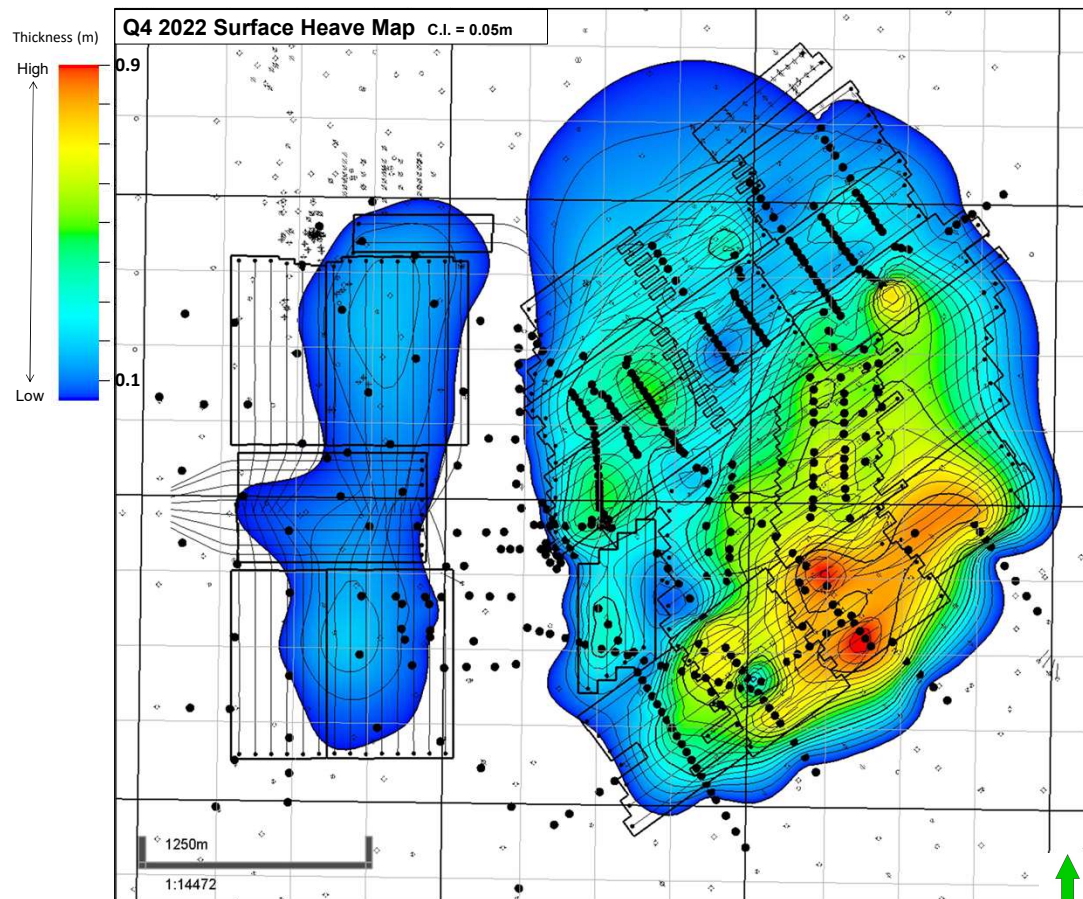 Q4 2022 Surface Heave Map C.I. = 0.05m
Thickness (m)
High
0.9
0.1
Low
1250m
1:14472